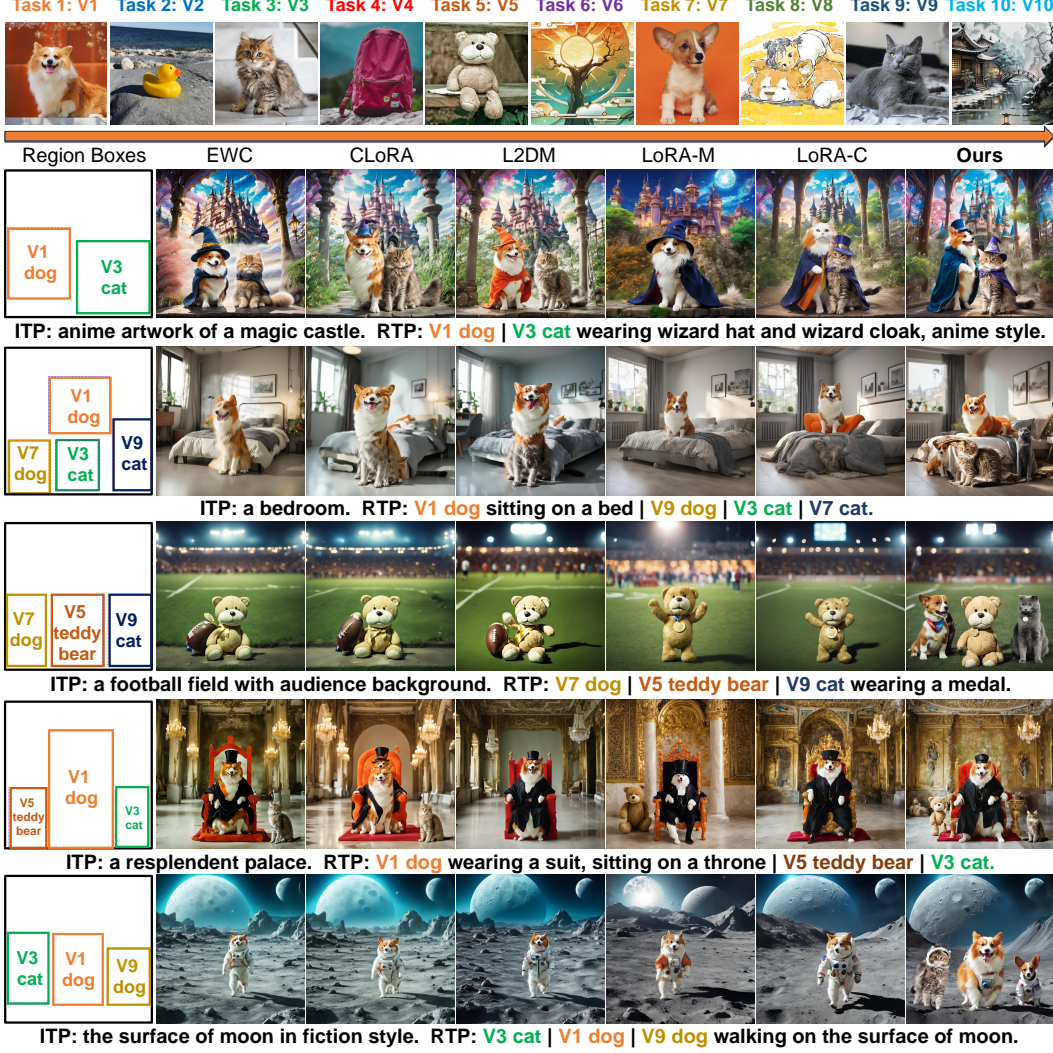 Task 1: V1 Task 2: V2 Task 3: V3 Task 4: V4 Task 5: V5 Task 6: V6 Task 7: V7 Task 8: V8 Task 9: V9 Task 10: V10
Region Boxes EWC CLoRA L2DM LoRA-M LoRA-C Ours
V1 dog
V3 cat
ITP: anime artwork of a magic castle. RTP: V1 dog | V3 cat wearing wizard hat and wizard cloak, anime style.
V1 dog
V7 dog
V3 cat
V9 cat
ITP: a bedroom. RTP: V1 dog sitting on a bed | V9 dog | V3 cat | V7 cat.
V7 dog
V5 teddy bear
V9 cat
ITP: a football field with audience background. RTP: V7 dog | V5 teddy bear | V9 cat wearing a medal.
V1 dog
V5 teddy bear
V3 cat
ITP: a resplendent palace. RTP: V1 dog wearing a suit, sitting on a throne | V5 teddy bear | V3 cat.
V3 cat
V1 dog
V9 dog
ITP: the surface of moon in fiction style. RTP: V3 cat | V1 dog | V9 dog walking on the surface of moon.